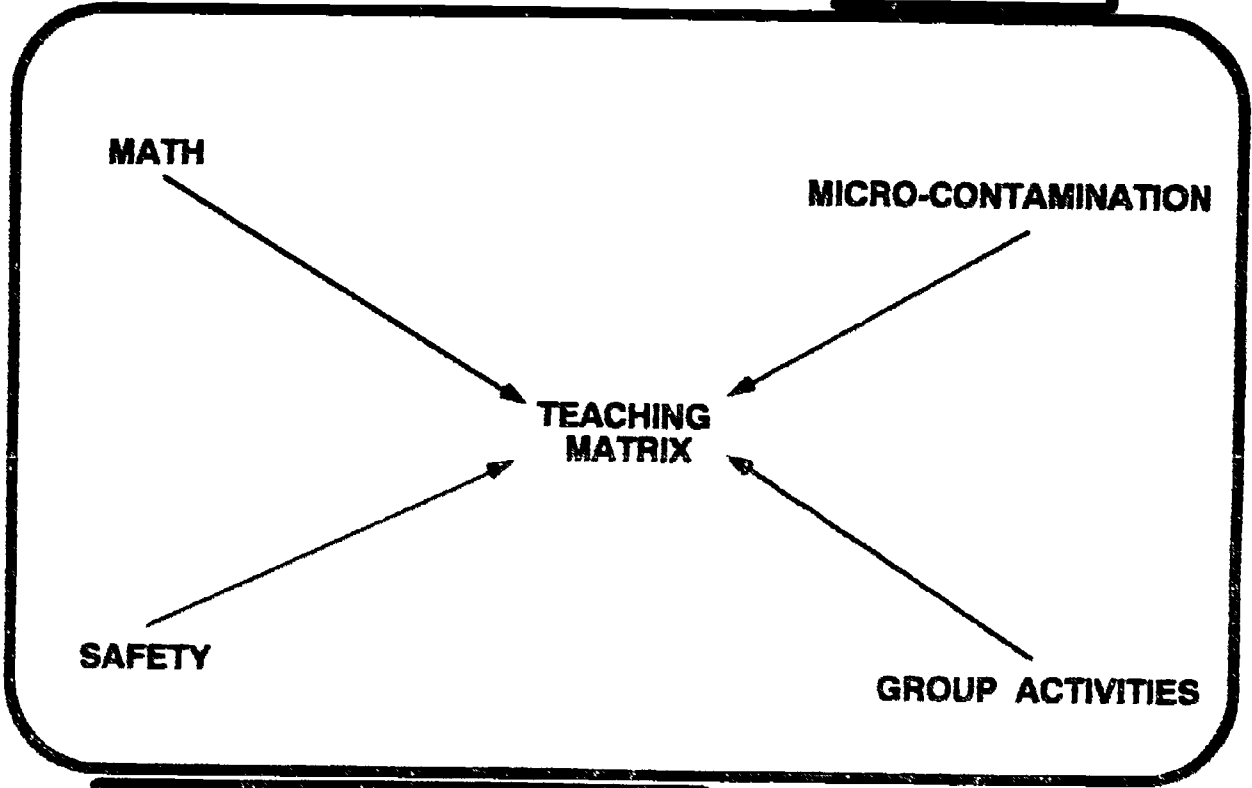 MATH
MICRO-CONTAMINATION
TEACHING
MATRIX
SAFETY
GROUP ACTIVITIES